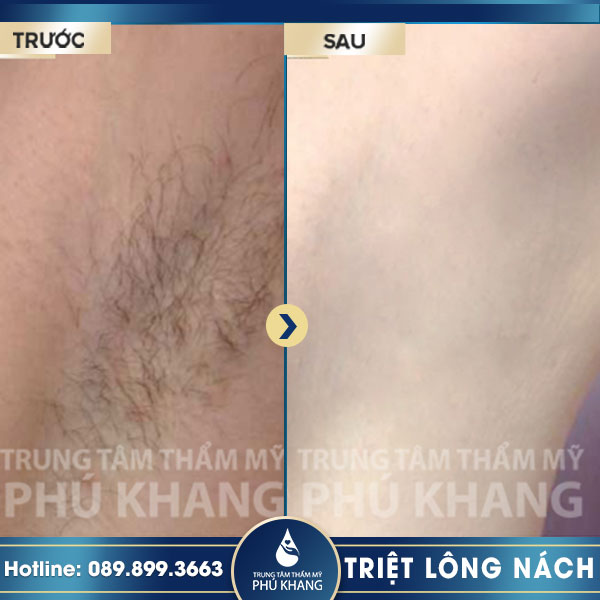 TRƯỚC
SAU
TRUNG TÂM THẨM MỸ
PHÚ KHANG
TRUNG TÂM THẨM MỸ
PHÚ KHANG
Hotline: 089.899.3663
TRUNG TÂM THẨM MỸ
PHÚ KHANG
TRIỆT LÔNG NÁCH